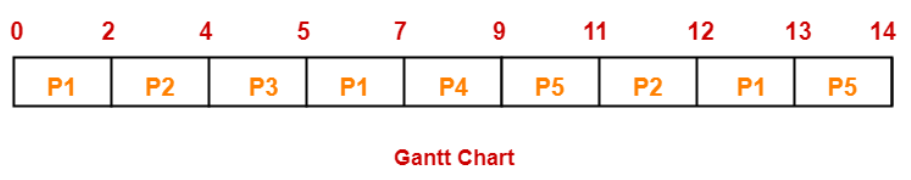 0 2 4 5 7 9 11 12 13 14
P1 P2 P3 P1 P4 P5 P2 P1 P5
Gantt Chart